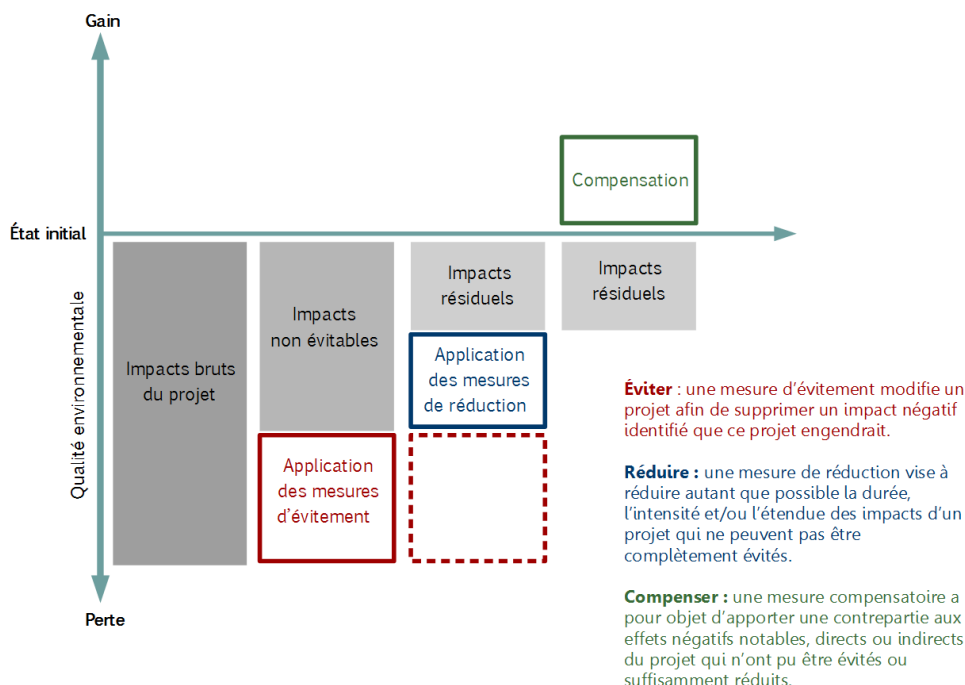 Gain
Compensation
État initial
Qualité environnementale
Impacts bruts
du projet
Impacts
non évitables
Application
des mesures
d'évitement
Impacts
résiduels
Application
des mesures
de réduction
Impacts
résiduels
Perte
Éviter : une mesure d'évitement modifie un
projet afin de supprimer un impact négatif
identifié que ce projet engendrait.
Réduire : une mesure de réduction vise à
réduire autant que possible la durée,
l'intensité et/ou l'étendue des impacts d'un
projet qui ne peuvent pas être
complètement évités.
Compenser : une mesure compensatoire a
pour objet d'apporter une contrepartie aux
effets négatifs notables, directs ou indirects
du projet qui n'ont pu être évités ou
suffisamment réduits.